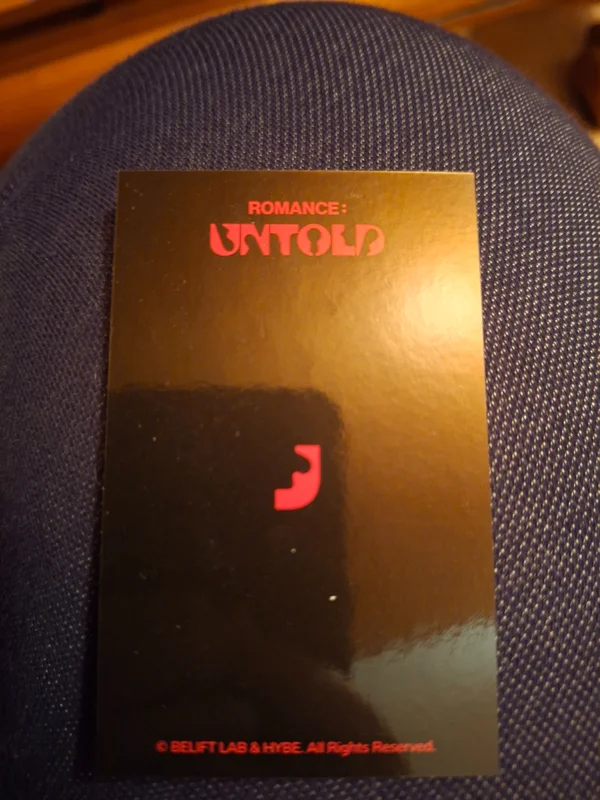 ROMANCE:
UNTOLD
J
© BELIFT LAB & HYBE. All Rights Reserved.